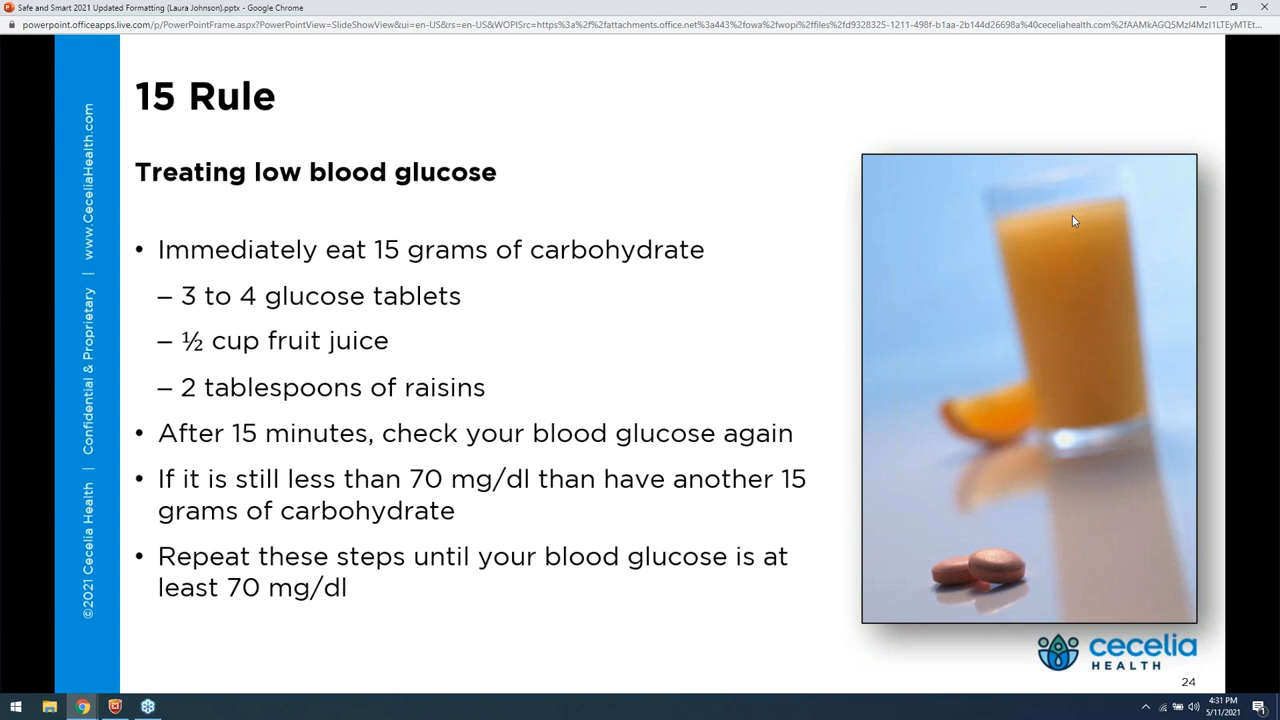 Safe and Smart 2021 Updated Formatting (Laura Johnson).pptx - Google Chrome
15 Rule
Treating low blood glucose
• Immediately eat 15 grams of carbohydrate
– 3 to 4 glucose tablets
– ½ cup fruit juice
– 2 tablespoons of raisins
• After 15 minutes, check your blood glucose again
• If it is still less than 70 mg/dl than have another 15
grams of carbohydrate
• Repeat these steps until your blood glucose is at
least 70 mg/dl
©2021 Cecelia Health | Confidential & Proprietary | www.CeceliaHealth.com
cecelia
HEALTH
24
4:31 PM
5/11/2021